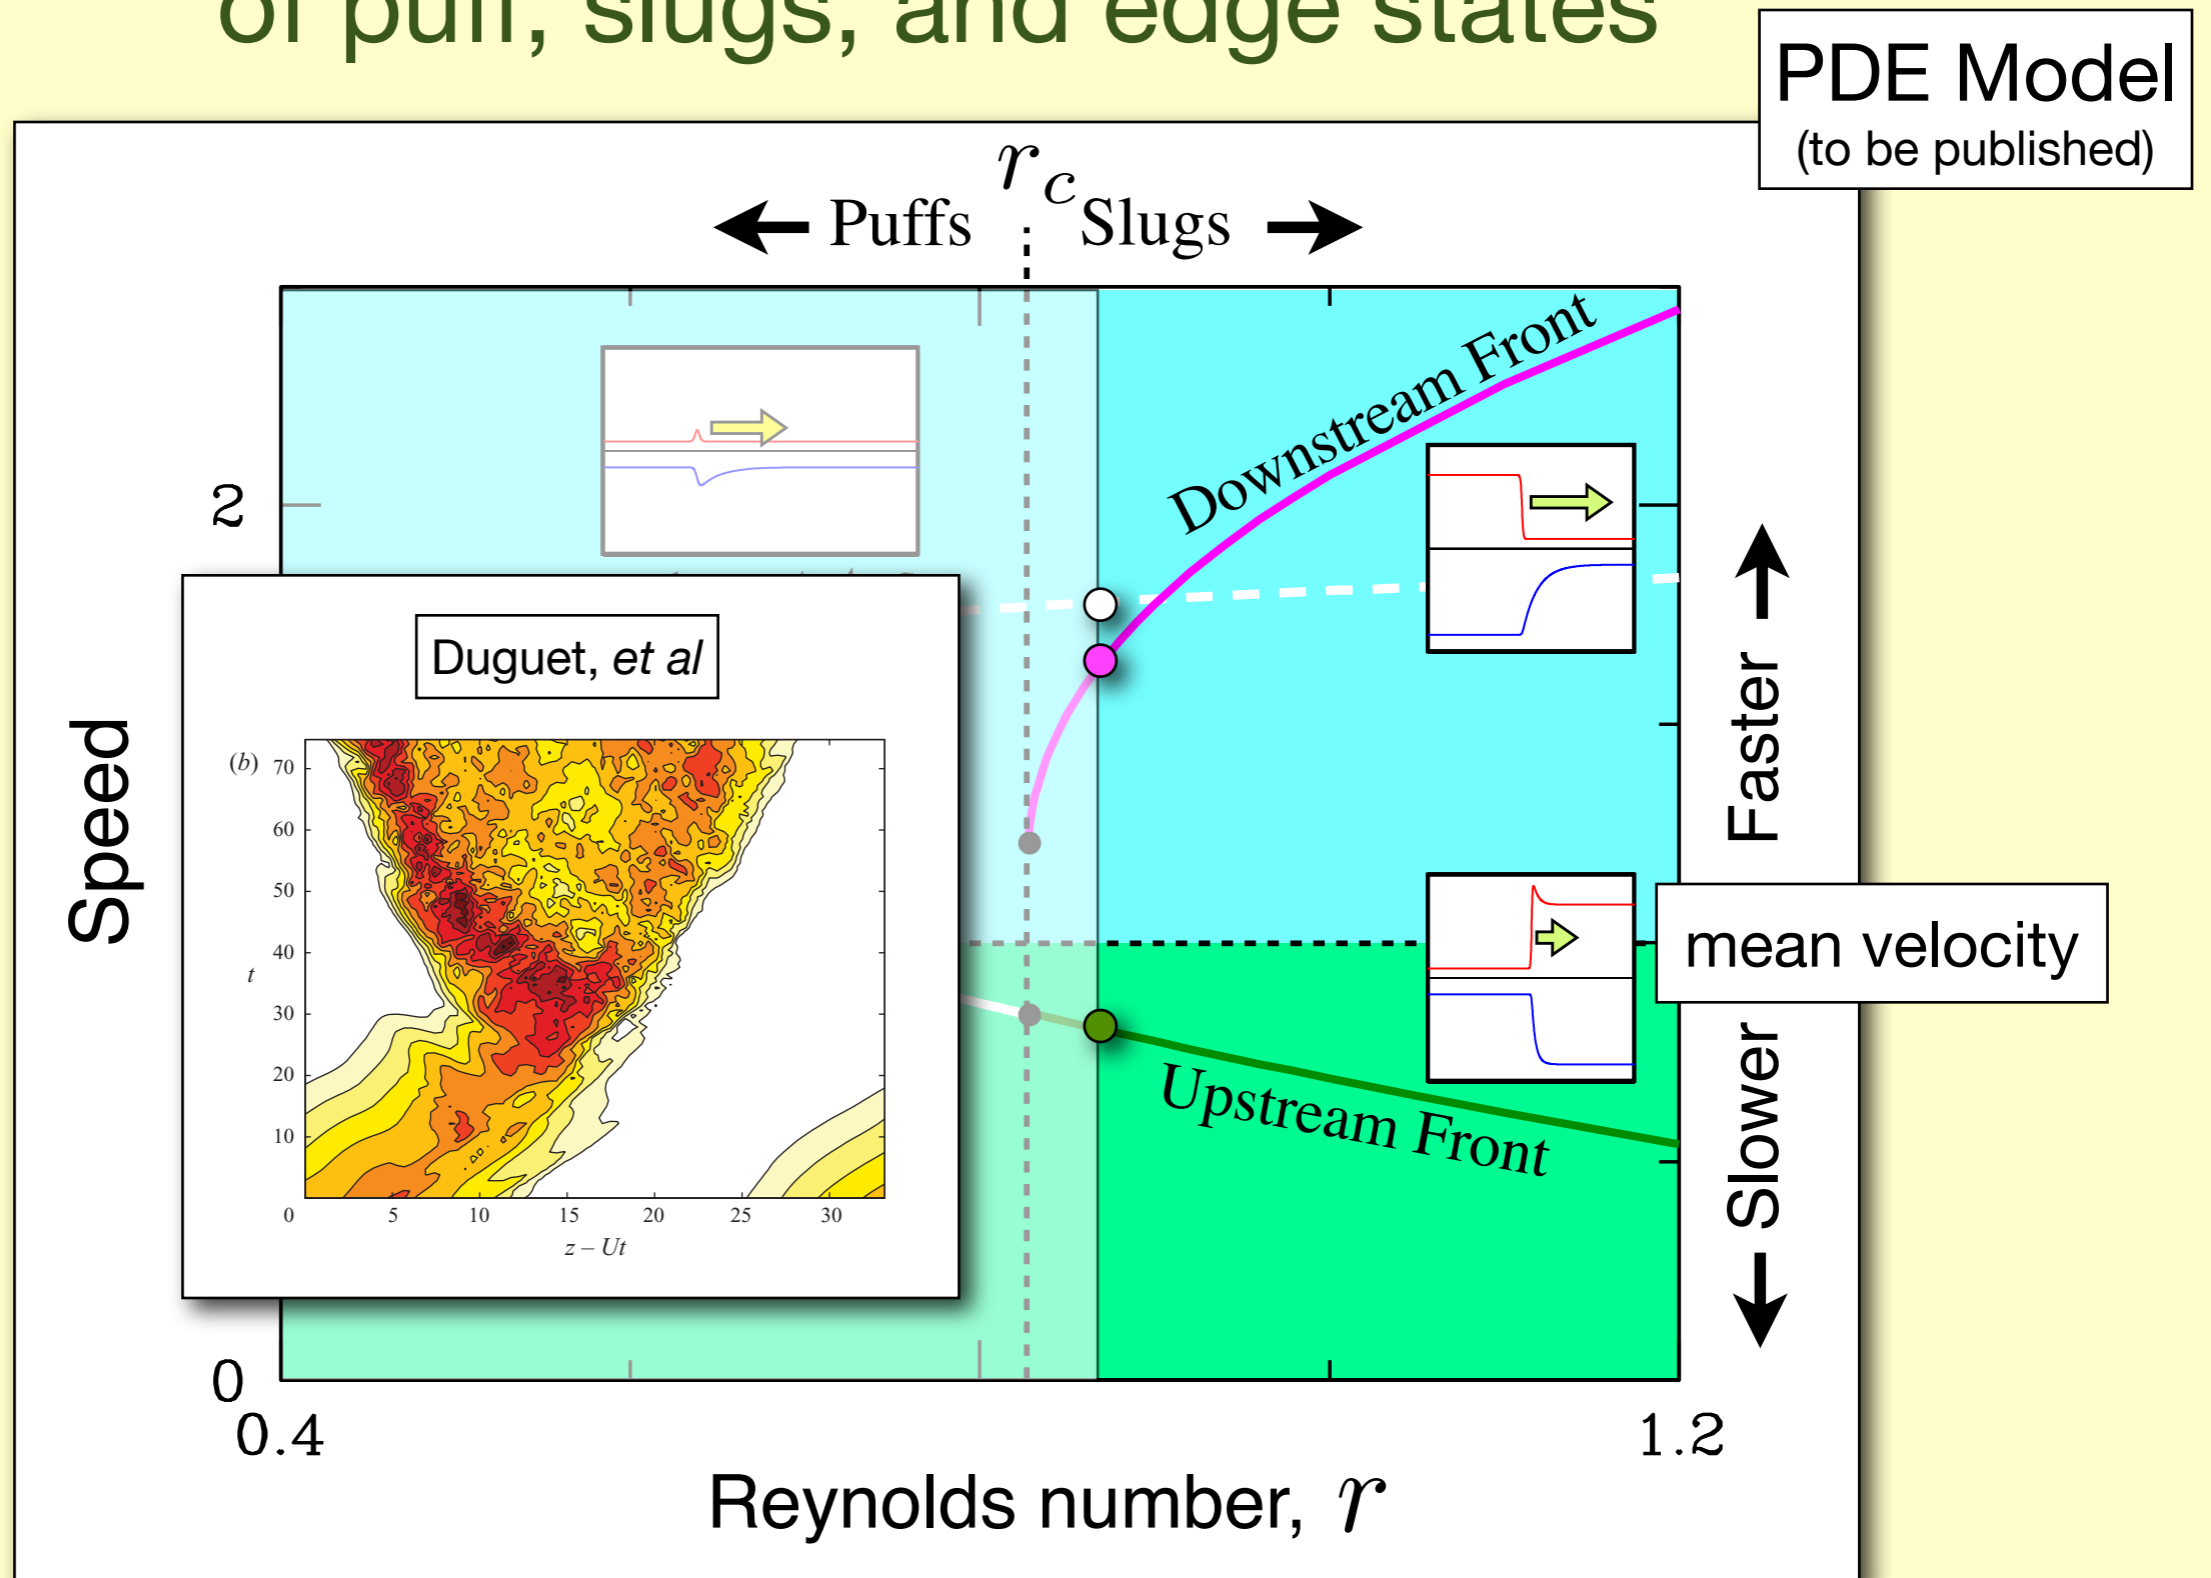 of puff, slugs, and edge states
PDE Model
(to be published)
r_c
Puffs
Slugs
Downstream Front
2
Duguet, et al
(b)
70
60
50
40
t
30
20
10
0
5
10
15
20
25
30
z – Ut
Speed
Faster
mean velocity
Slower
Upstream Front
0
0.4
1.2
Reynolds number, r